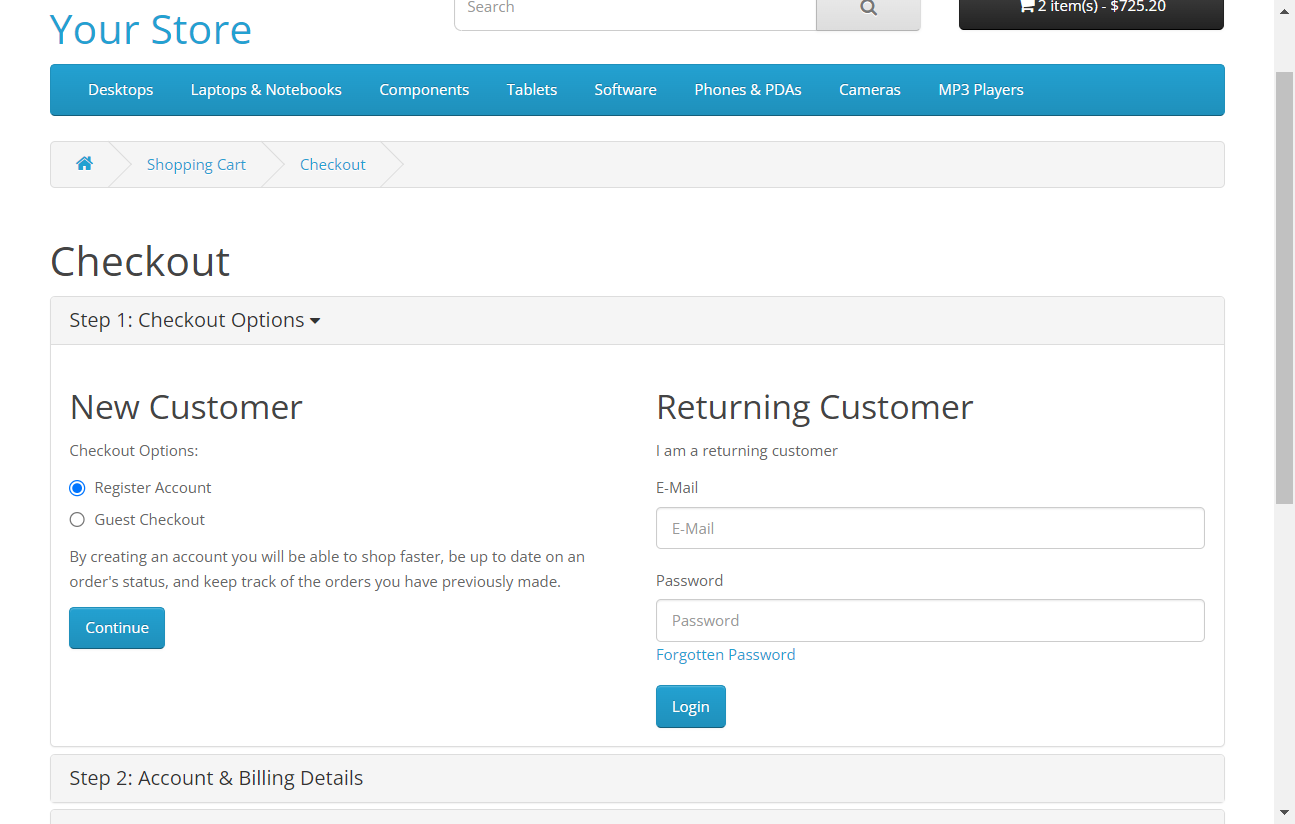 Your Store
Search
2 item(s) - $725.20
Desktops
Laptops & Notebooks
Components
Tablets
Software
Phones & PDAs
Cameras
MP3 Players
Shopping Cart
Checkout
Checkout
Step 1: Checkout Options
New Customer
Checkout Options:
Register Account
Guest Checkout
By creating an account you will be able to shop faster, be up to date on an
order's status, and keep track of the orders you have previously made.
Continue
Returning Customer
I am a returning customer
E-Mail
E-Mail
Password
Password
Forgotten Password
Login
Step 2: Account & Billing Details